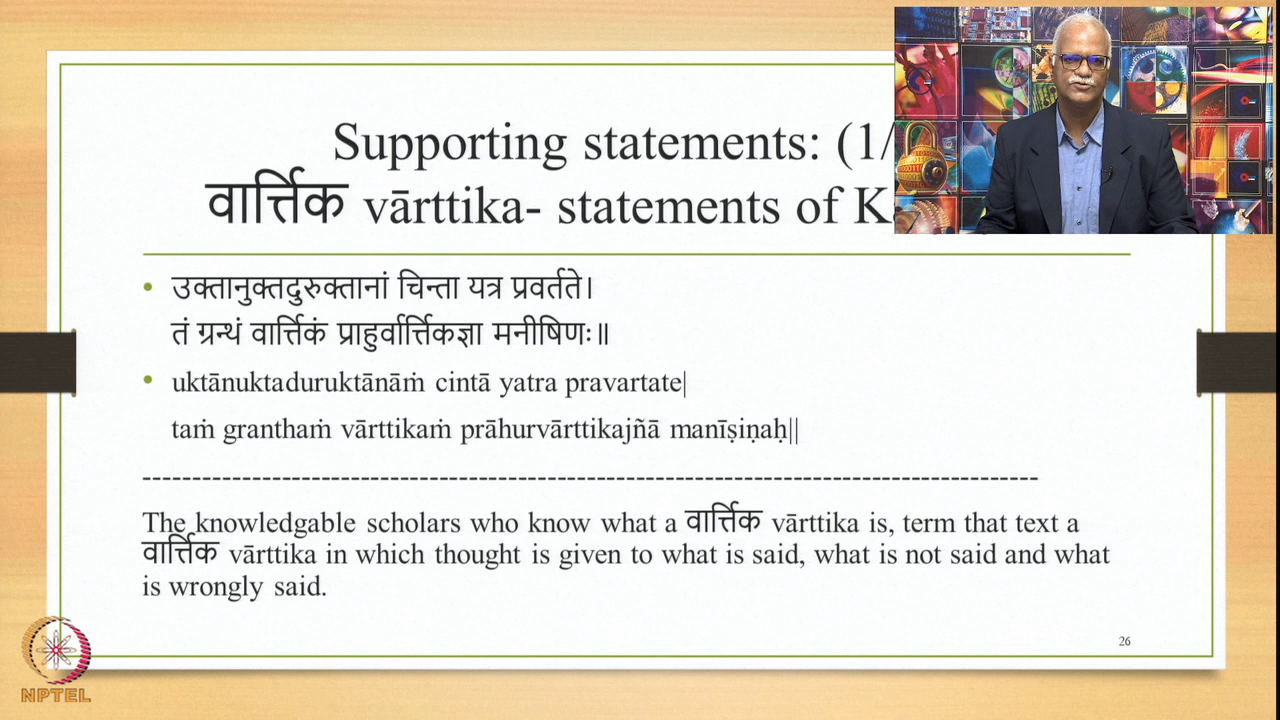 Supporting statements: (1/
वार्त्तिक vārttika- statements of
• उक्तानुक्तदुरुक्तानां चिन्ता यत्र प्रवर्तते।
तं ग्रन्थं वार्त्तिकं प्राहुर्वार्त्तिकज्ञा मनीषिणः॥
• uktānuktaduruktānāṁ cintā yatra pravartate|
taṁ granthaṁ vārttikaṁ prāhurvārttikajñā manīṣiṇaḥ||
--------------------------------------------------------------------------------------------
The knowledgable scholars who know what a वार्त्तिक vārttika is, term that text a
वार्त्तिक vārttika in which thought is given to what is said, what is not said and what
is wrongly said.
26
NPTEL